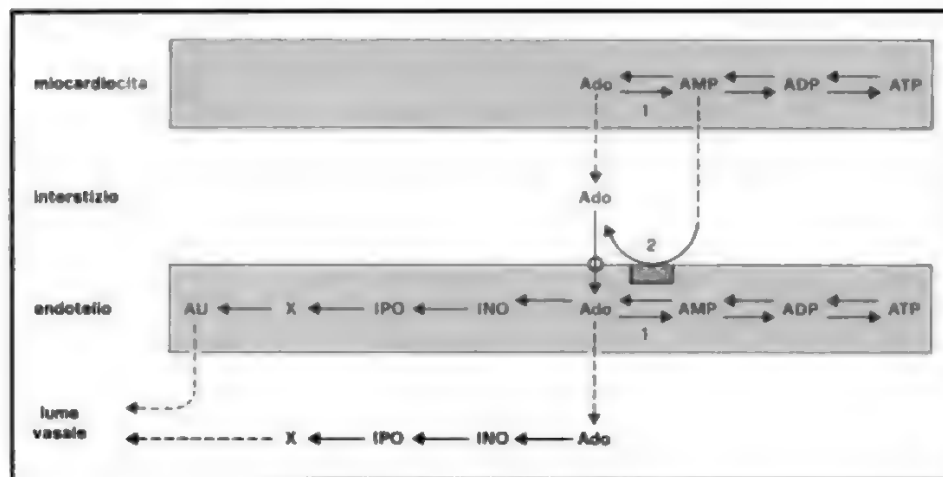 miocardiocita Ado AMP ADP ATP
1
interstizio Ado
2
endotelio AU X IPO INO Ado AMP ADP ATP
1
lume
vasale X IPO INO Ado